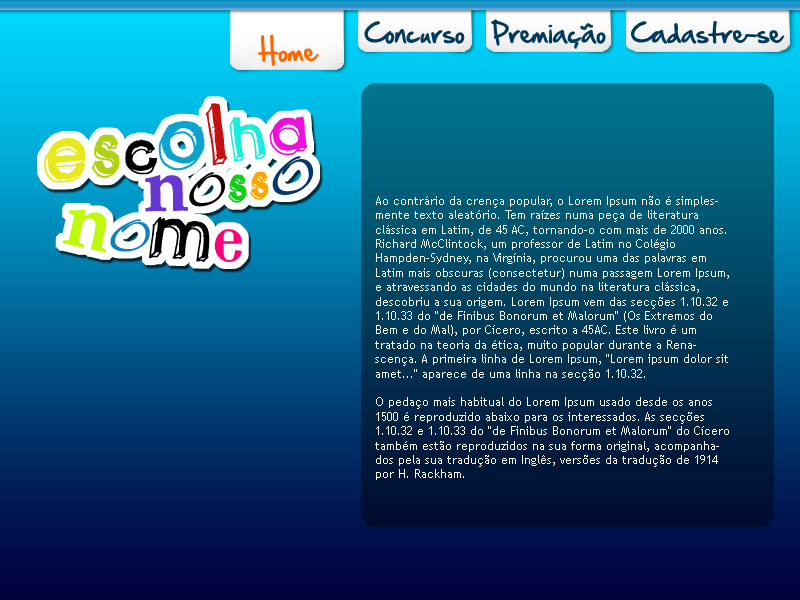 Home
Concurso
Premiação
Cadastre-se
escolha
nosso
nome
Ao contrário da crença popular, o Lorem Ipsum não é simples-
mente texto aleatório. Tem raízes numa peça de literatura
clássica em Latim, de 45 AC, tornando-o com mais de 2000 anos.
Richard McClintock, um professor de Latim no Colégio
Hampden-Sydney, na Virgínia, procurou uma das palavras em
Latim mais obscuras (consectetur) numa passagem Lorem Ipsum,
e atravessando as cidades do mundo na literatura clássica,
descobriu a sua origem. Lorem Ipsum vem das secções 1.10.32 e
1.10.33 do "de Finibus Bonorum et Malorum" (Os Extremos do
Bem e do Mal), por Cícero, escrito a 45AC. Este livro é um
tratado na teoria da ética, muito popular durante a Rena-
scença. A primeira linha de Lorem Ipsum, "Lorem ipsum dolor sit
amet..." aparece de uma linha na secção 1.10.32.
O pedaço mais habitual do Lorem Ipsum usado desde os anos
1500 é reproduzido abaixo para os interessados. As secções
1.10.32 e 1.10.33 do "de Finibus Bonorum et Malorum" do Cícero
também estão reproduzidos na sua forma original, acompanha-
dos pela sua tradução em Inglês, versões da tradução de 1914
por H. Rackham.